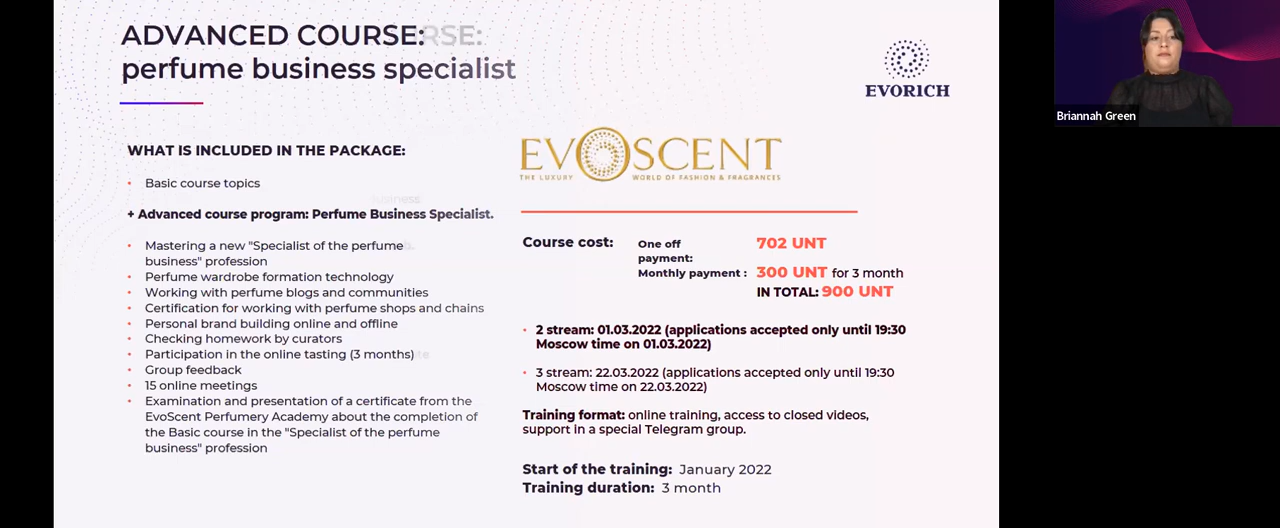 ADVANCED COURSE:
perfume business specialist
EVORICH
WHAT IS INCLUDED IN THE PACKAGE:
• Basic course topics
+ Advanced course program: Perfume Business Specialist.
• Mastering a new "Specialist of the perfume
business" profession
• Perfume wardrobe formation technology
• Working with perfume blogs and communities
• Certification for working with perfume shops and chains
• Personal brand building online and offline
• Checking homework by curators
• Participation in the online tasting (3 months)
• Group feedback
• 15 online meetings
• Examination and presentation of a certificate from the
EvoScent Perfumery Academy about the completion of
the Basic course in the "Specialist of the perfume
business" profession
EVOSCENT
THE LUXURY WORLD OF FASHION & FRAGRANCES
Course cost:
One off
payment:
702 UNT
Monthly payment :
300 UNT for 3 month
IN TOTAL: 900 UNT
• 2 stream: 01.03.2022 (applications accepted only until 19:30
Moscow time on 01.03.2022)
• 3 stream: 22.03.2022 (applications accepted only until 19:30
Moscow time on 22.03.2022)
Training format: online training, access to closed videos,
support in a special Telegram group.
Start of the training: January 2022
Training duration: 3 month
Briannah Green